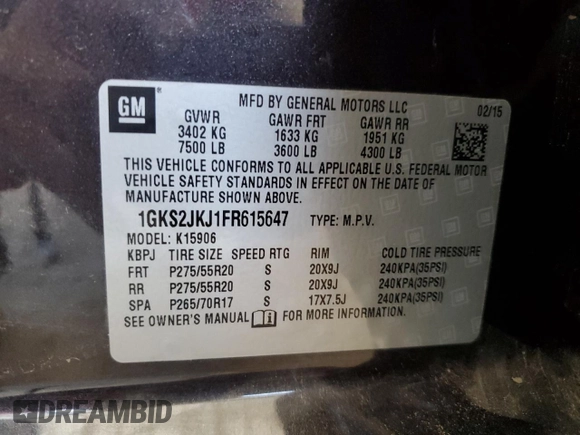 GM
MFD BY GENERAL MOTORS LLC 02/15
GVWR GAWR FRT GAWR RR
3402 KG 1633 KG 1951 KG
7500 LB 3600 LB 4300 LB
THIS VEHICLE CONFORMS TO ALL APPLICABLE U.S. FEDERAL MOTOR
VEHICLE SAFETY STANDARDS IN EFFECT ON THE DATE OF
MANUFACTURE SHOWN ABOVE.
1GKS2JKJ1FR615647 TYPE: M.P.V.
MODEL: K15906
KBPJ TIRE SIZE SPEED RTG RIM COLD TIRE PRESSURE
FRT P275/55R20 S 20X9J 240KPA(35PSI)
RR P275/55R20 S 20X9J 240KPA(35PSI)
SPA P265/70R17 S 17X7.5J 240KPA(35PSI)
SEE OWNER'S MANUAL FOR MORE INFORMATION.
DREAMBID